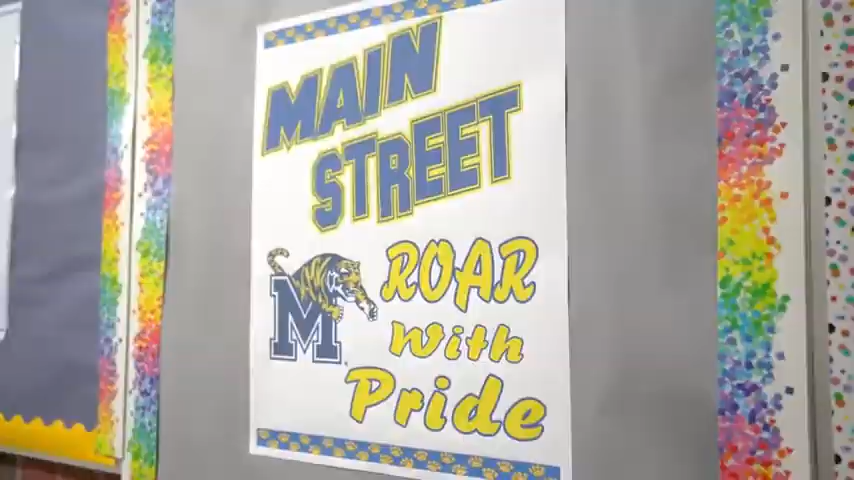 MAIN
STREET
M
ROAR
with
Pride